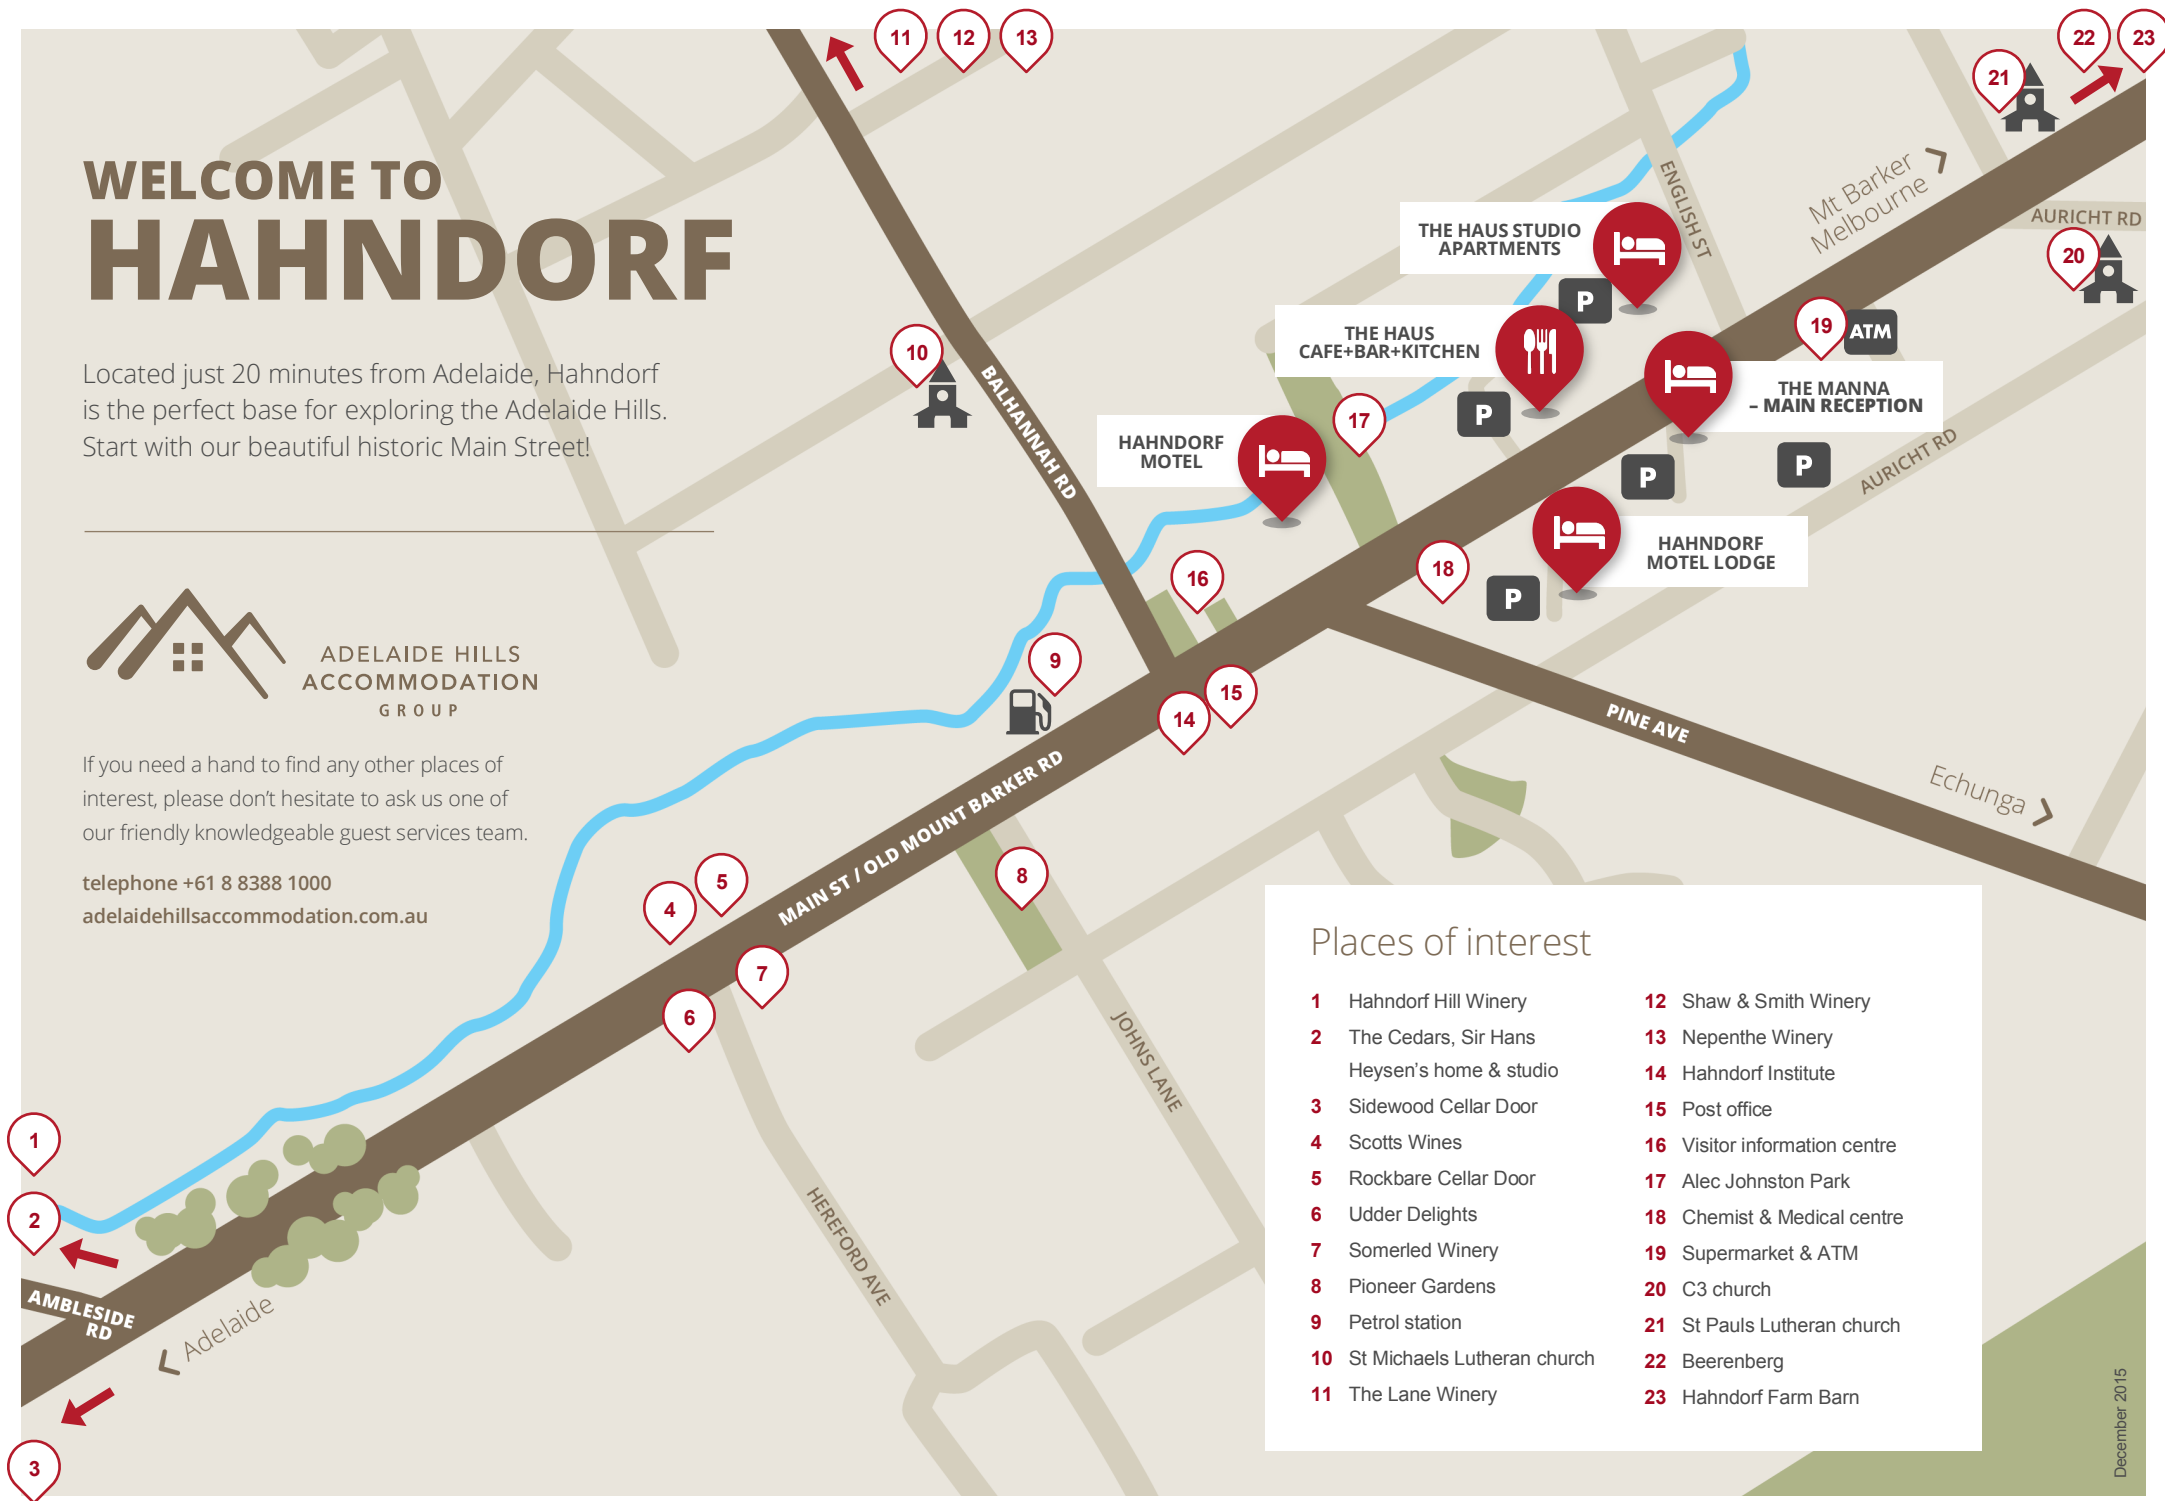 WELCOME TO
HAHNDORF
Located just 20 minutes from Adelaide, Hahndorf
is the perfect base for exploring the Adelaide Hills.
Start with our beautiful historic Main Street!
ADELAIDE HILLS
ACCOMMODATION
GROUP
If you need a hand to find any other places of
interest, please don't hesitate to ask us one of
our friendly knowledgeable guest services team.
telephone +61 8 8388 1000
adelaidehillsaccommodation.com.au
11 12 13
22 23
21
ENGLISH ST
Mt Barker
Melbourne
AURICHT RD
20
THE HAUS STUDIO
APARTMENTS
P
THE HAUS
CAFE+BAR+KITCHEN
19 ATM
10
BALHANNAH RD
THE MANNA
– MAIN RECEPTION
P
17
HAHNDORF
MOTEL
P
P
AURICHT RD
HAHNDORF
MOTEL LODGE
18
P
16
9
15
14
PINE AVE
Echunga
MAIN ST / OLD MOUNT BARKER RD
8
5
4
7
6
JOHNS LANE
HEREFORD AVE
1
2
AMBLESIDE
RD
Adelaide
3
Places of interest
1 Hahndorf Hill Winery
2 The Cedars, Sir Hans
Heysen's home & studio
3 Sidewood Cellar Door
4 Scotts Wines
5 Rockbare Cellar Door
6 Udder Delights
7 Somerled Winery
8 Pioneer Gardens
9 Petrol station
10 St Michaels Lutheran church
11 The Lane Winery
12 Shaw & Smith Winery
13 Nepenthe Winery
14 Hahndorf Institute
15 Post office
16 Visitor information centre
17 Alec Johnston Park
18 Chemist & Medical centre
19 Supermarket & ATM
20 C3 church
21 St Pauls Lutheran church
22 Beerenberg
23 Hahndorf Farm Barn
December 2015